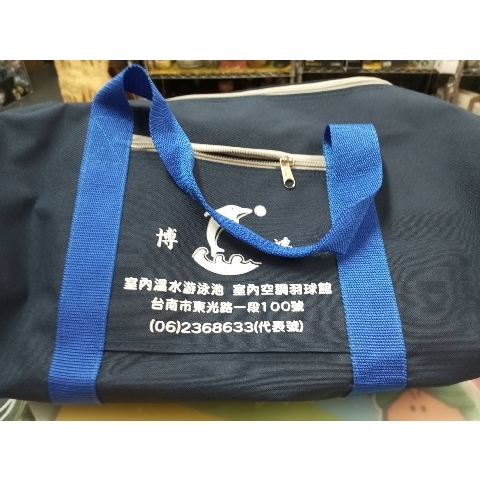 博
室內溫水游泳池 室內空調羽球館
台南市東光路一段100號
(06)2368633(代表號)